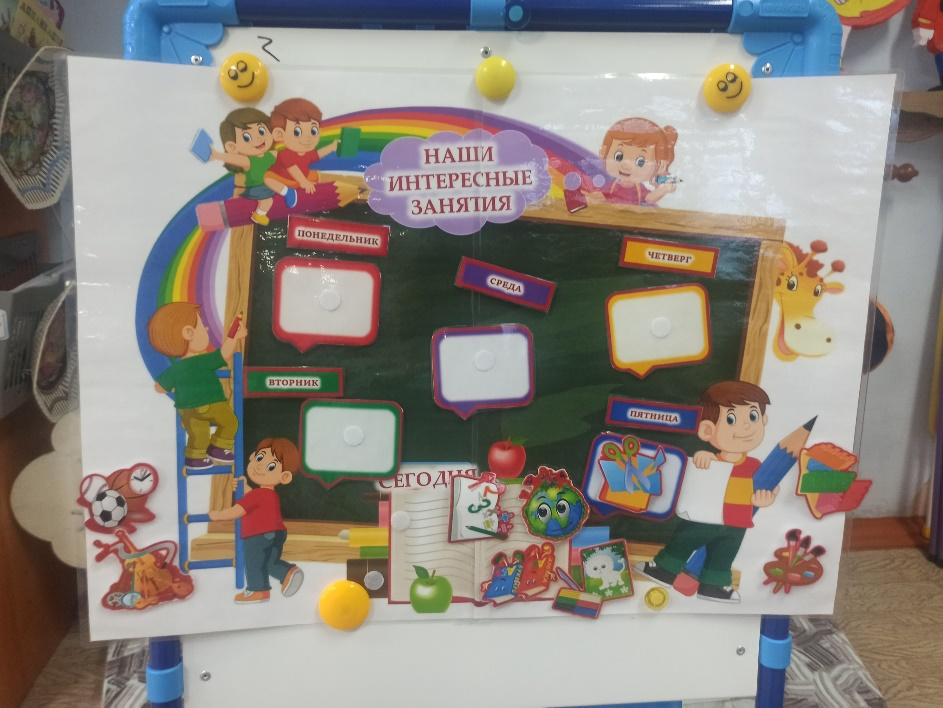 НАШИ
ИНТЕРЕСНЫЕ
ЗАНЯТИЯ
ПОНЕДЕЛЬНИК
СРЕДА
ЧЕТВЕРГ
ВТОРНИК
ПЯТНИЦА
СЕГОДНЯ